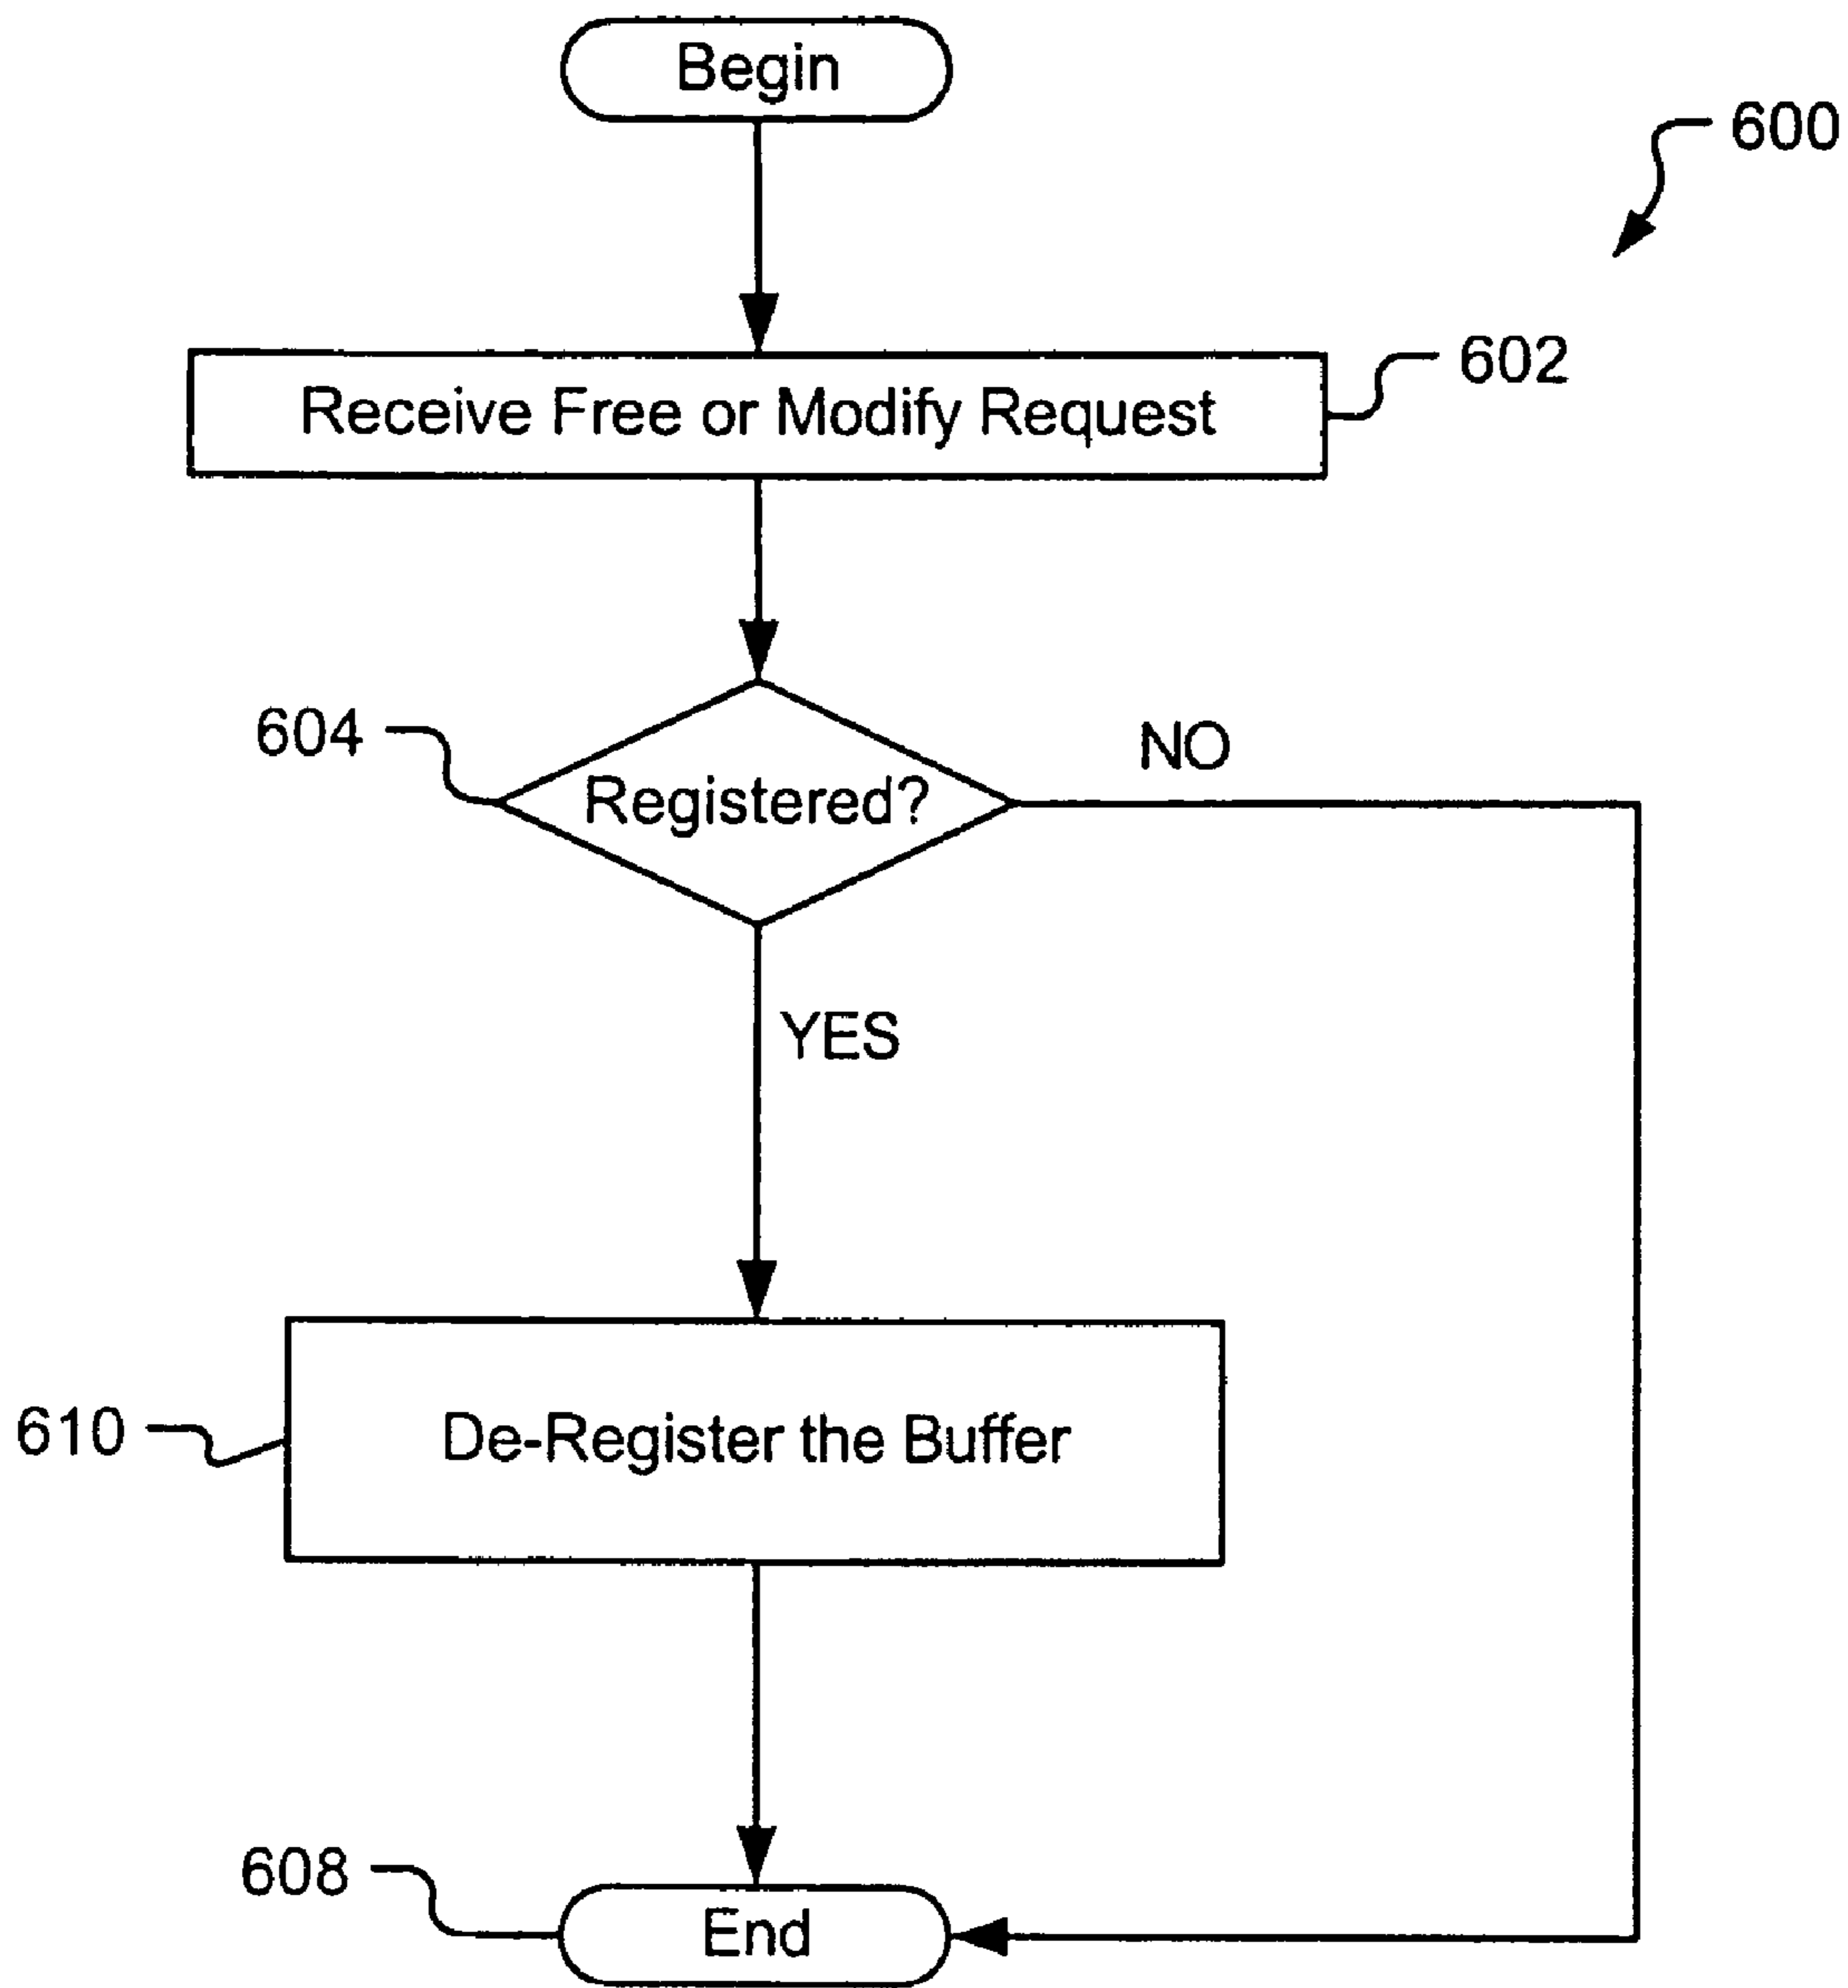 Begin
600
602
Receive Free or Modify Request
604
NO
Registered?
YES
610
De-Register the Buffer
608
End